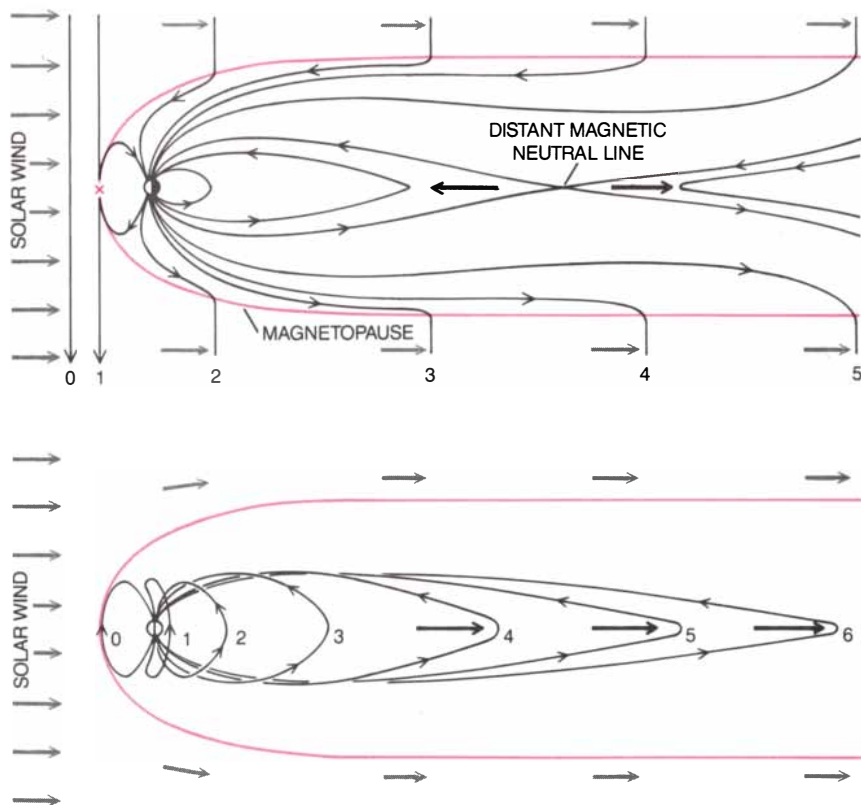 SOLAR WIND
DISTANT MAGNETIC
NEUTRAL LINE
×
MAGNETOPAUSE
0 1 2 3 4 5
SOLAR WIND
0 1 2 3 4 5 6